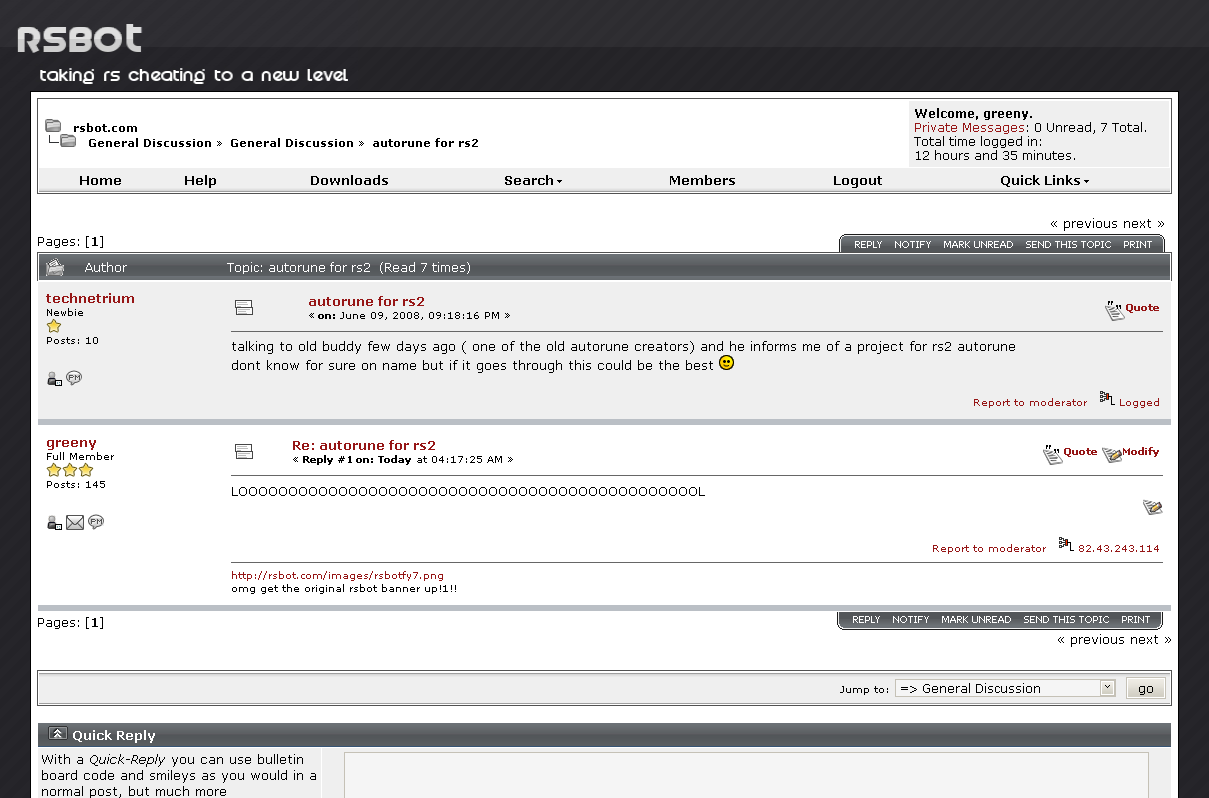 RSBot
taking rs cheating to a new level
rsbot.com
General Discussion » General Discussion » autorune for rs2
Welcome, greeny.
Private Messages: 0 Unread, 7 Total.
Total time logged in:
12 hours and 35 minutes.
Home Help Downloads Search Members Logout Quick Links
« previous next »
Pages: [1]
REPLY NOTIFY MARK UNREAD SEND THIS TOPIC PRINT
Author Topic: autorune for rs2 (Read 7 times)
technetrium
Newbie
Posts: 10
PM
autorune for rs2
« on: June 09, 2008, 09:18:16 PM »
Quote
talking to old buddy few days ago ( one of the old autorune creators) and he informs me of a project for rs2 autorune
dont know for sure on name but if it goes through this could be the best
Report to moderator Logged
greeny
Full Member
Posts: 145
PM
Re: autorune for rs2
« Reply #1 on: Today at 04:17:25 AM »
Quote Modify
LOOOOOOOOOOOOOOOOOOOOOOOOOOOOOOOOOOOOOOOOOOOOOOL
Report to moderator 82.43.243.114
http://rsbot.com/images/rsbotfy7.png
omg get the original rsbot banner up!1!!
Pages: [1]
REPLY NOTIFY MARK UNREAD SEND THIS TOPIC PRINT
« previous next »
Jump to: => General Discussion go
Quick Reply
With a Quick-Reply you can use bulletin
board code and smileys as you would in a
normal post, but much more